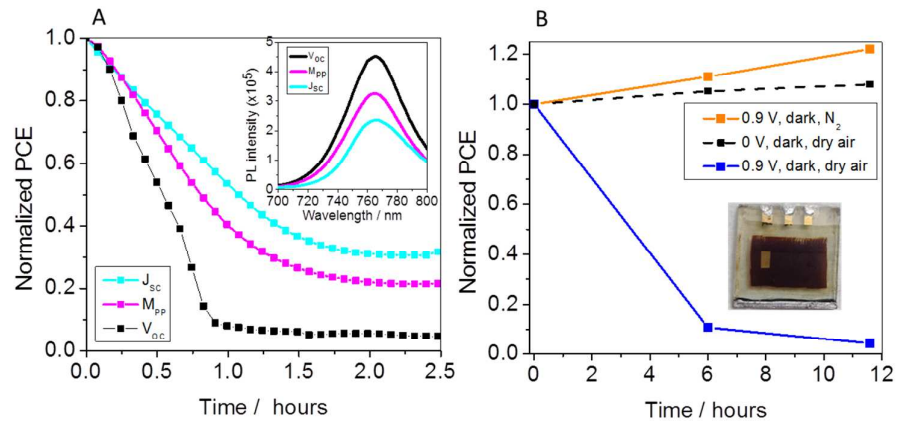 A
Normalized PCE
1.0
0.8
0.6
0.4
0.2
0.0
0.0 0.5 1.0 1.5 2.0 2.5
Time / hours
J_SC
M_PP
V_OC
PL intensity (x 10^5)
5
4
3
2
1
0
700 720 740 760 780 800
Wavelength / nm
V_OC
M_PP
J_SC
B
Normalized PCE
1.2
1.0
0.8
0.6
0.4
0.2
0.0
0 2 4 6 8 10 12
Time / hours
0.9 V, dark, N_2
0 V, dark, dry air
0.9 V, dark, dry air